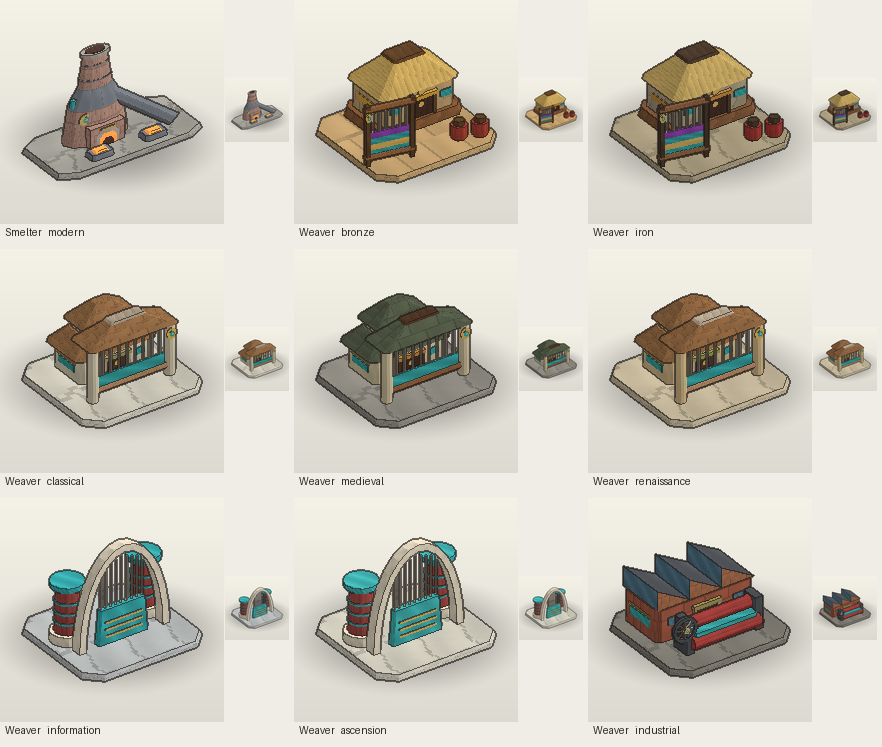 Smelter modern
Weaver bronze
Weaver iron
Weaver classical
Weaver medieval
Weaver renaissance
Weaver information
Weaver ascension
Weaver industrial